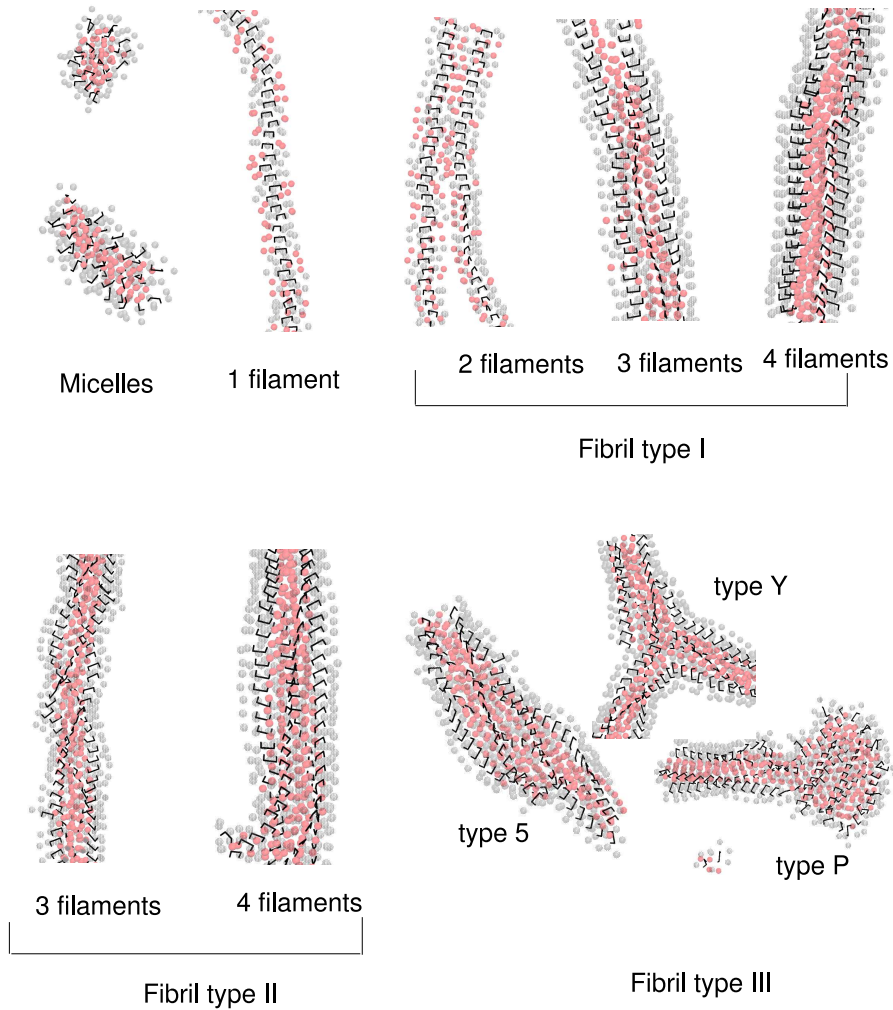 Micelles
1 filament
2 filaments
3 filaments
4 filaments
Fibril type I
type Y
type 5
type P
3 filaments
4 filaments
Fibril type II
Fibril type III